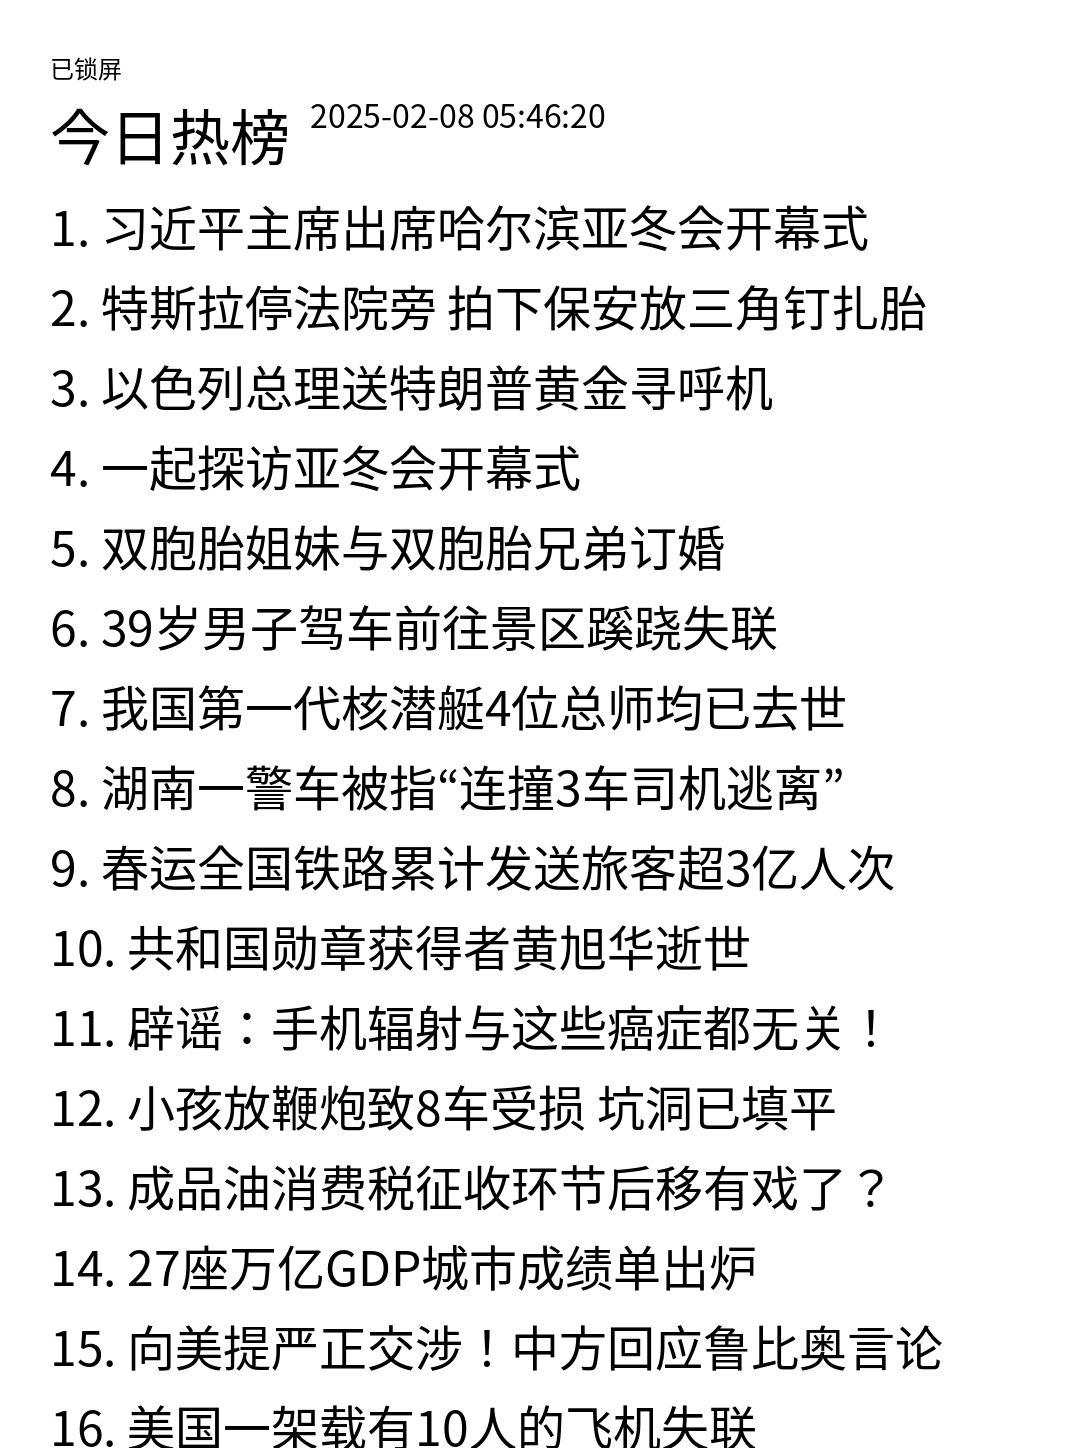 已锁屏
今日热榜 2025-02-08 05:46:20
1. 习近平主席出席哈尔滨亚冬会开幕式
2. 特斯拉停法院旁 拍下保安放三角钉扎胎
3. 以色列总理送特朗普黄金寻呼机
4. 一起探访亚冬会开幕式
5. 双胞胎姐妹与双胞胎兄弟订婚
6. 39岁男子驾车前往景区蹊跷失联
7. 我国第一代核潜艇4位总师均已去世
8. 湖南一警车被指“连撞3车司机逃离”
9. 春运全国铁路累计发送旅客超3亿人次
10. 共和国勋章获得者黄旭华逝世
11. 辟谣：手机辐射与这些癌症都无关！
12. 小孩放鞭炮致8车受损 坑洞已填平
13. 成品油消费税征收环节后移有戏了？
14. 27座万亿GDP城市成绩单出炉
15. 向美提严正交涉！中方回应鲁比奥言论
16. 美国一架载有10人的飞机失联